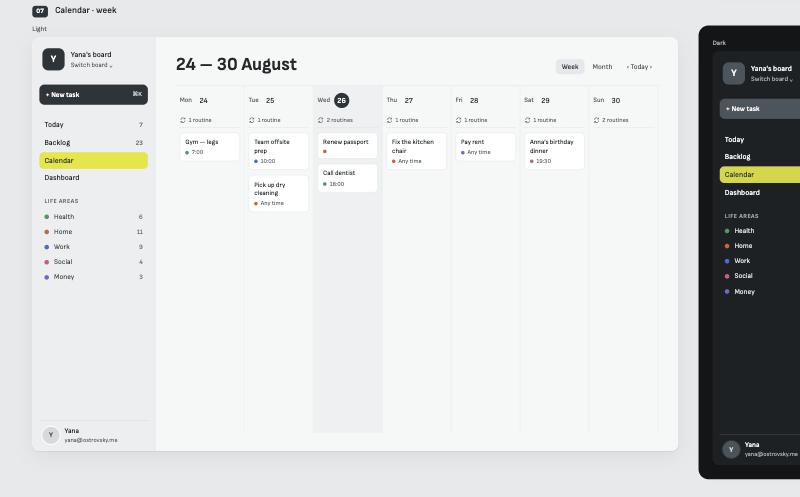 07 Calendar · week
Light
Y Yana's board
Switch board ⌄
+ New task ⌘K
Today 7
Backlog 23
Calendar
Dashboard
LIFE AREAS
Health 6
Home 11
Work 9
Social 4
Money 3
Y Yana
yana@ostrovsky.me
24 — 30 August
Week Month ‹ Today ›
Mon 24 Tue 25 Wed 26 Thu 27 Fri 28 Sat 29 Sun 30
1 routine 1 routine 2 routines 1 routine 1 routine 1 routine 2 routines
Gym — legs
7:00
Team offsite
prep
10:00
Pick up dry
cleaning
Any time
Renew passport
Call dentist
18:00
Fix the kitchen
chair
Any time
Pay rent
Any time
Anna's birthday
dinner
19:30
Dark
Y Yana's board
Switch board ⌄
+ New task
Today
Backlog
Calendar
Dashboard
LIFE AREAS
Health
Home
Work
Social
Money
Y Yana
yana@ostrovsky.me